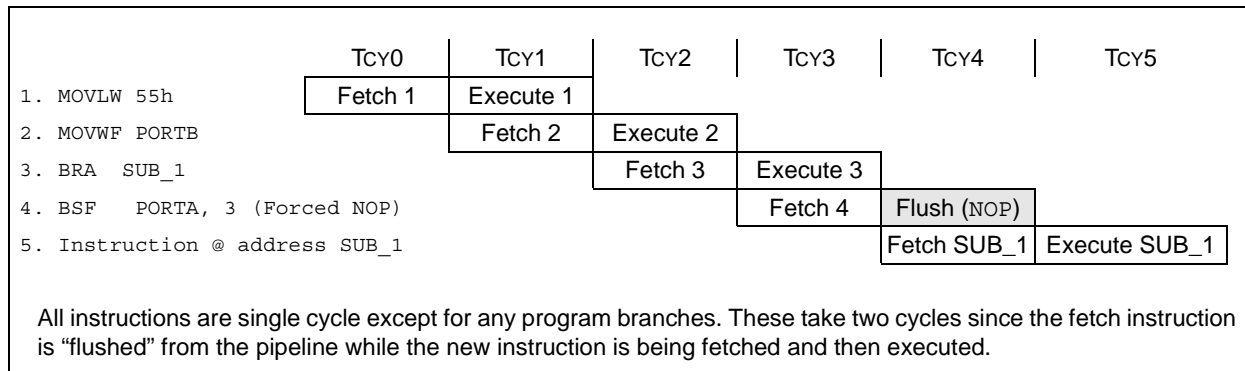 TCY0 TCY1 TCY2 TCY3 TCY4 TCY5
1. MOVLW 55h Fetch 1 Execute 1
2. MOVWF PORTB Fetch 2 Execute 2
3. BRA SUB_1 Fetch 3 Execute 3
4. BSF PORTA, 3 (Forced NOP) Fetch 4 Flush (NOP)
5. Instruction @ address SUB_1 Fetch SUB_1 Execute SUB_1
All instructions are single cycle except for any program branches. These take two cycles since the fetch instruction
is “flushed” from the pipeline while the new instruction is being fetched and then executed.